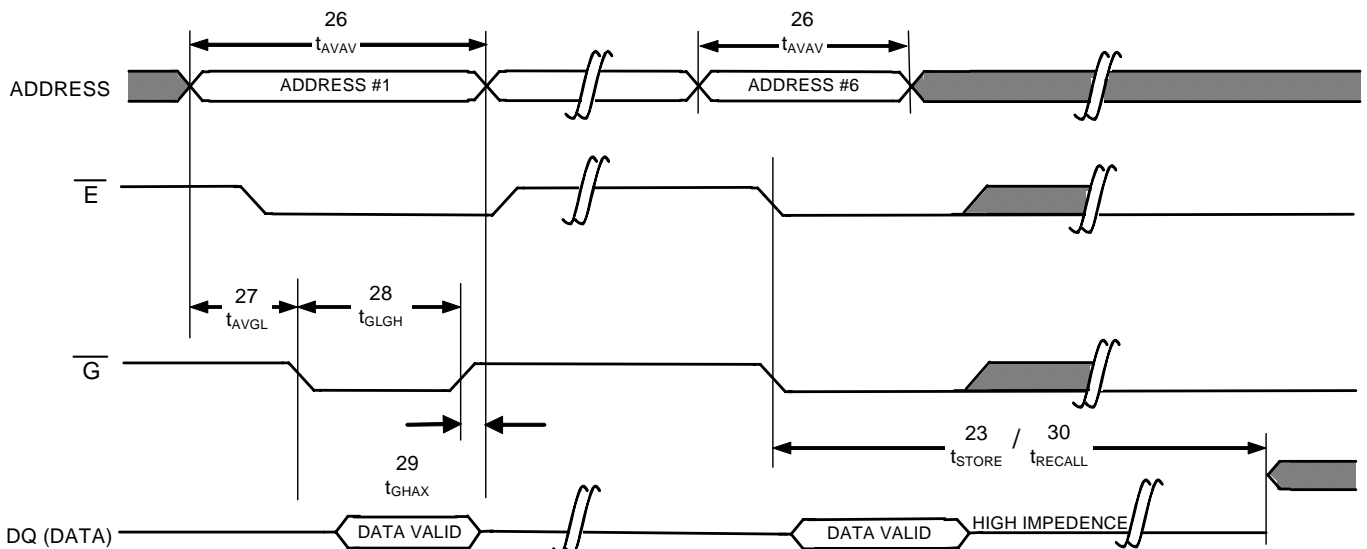 26
tAVAV
26
tAVAV
ADDRESS
ADDRESS #1
ADDRESS #6
E
27
tAVGL
28
tGLGH
G
23 / 30
tSTORE tRECALL
29
tGHAX
DQ (DATA)
DATA VALID
DATA VALID
HIGH IMPEDENCE